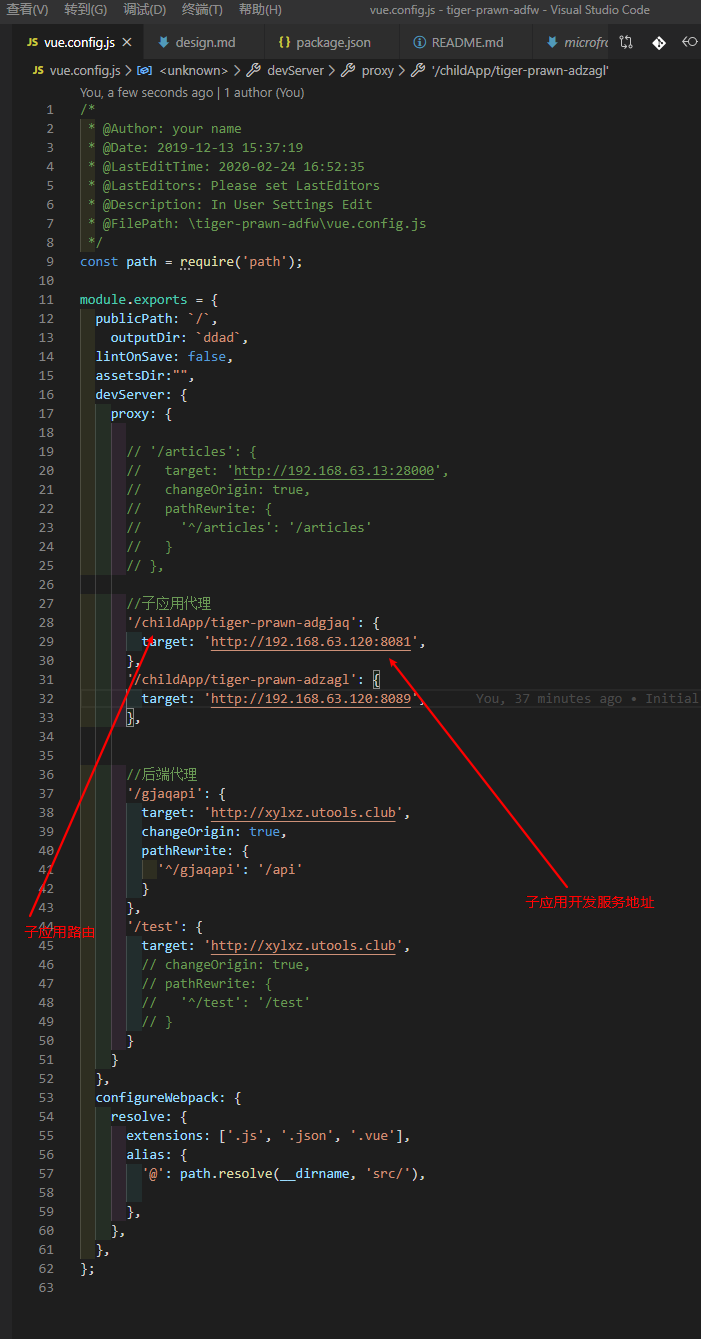 查看(V) 转到(G) 调试(D) 终端(T) 帮助(H) vue.config.js - tiger-prawn-adfw - Visual Studio Code
JS vue.config.js × design.md {} package.json README.md microfro
JS vue.config.js > <unknown> > devServer > proxy > '/childApp/tiger-prawn-adzagl'
You, a few seconds ago | 1 author (You)
1 /*
2 * @Author: your name
3 * @Date: 2019-12-13 15:37:19
4 * @LastEditTime: 2020-02-24 16:52:35
5 * @LastEditors: Please set LastEditors
6 * @Description: In User Settings Edit
7 * @FilePath: \tiger-prawn-adfw\vue.config.js
8 */
9 const path = require('path');
10
11 module.exports = {
12 publicPath: `/`,
13 outputDir: `ddad`,
14 lintOnSave: false,
15 assetsDir:"",
16 devServer: {
17 proxy: {
18
19 // '/articles': {
20 // target: 'http://192.168.63.13:28000',
21 // changeOrigin: true,
22 // pathRewrite: {
23 // '^/articles': '/articles'
24 // }
25 // },
26
27 //子应用代理
28 '/childApp/tiger-prawn-adgjaq': {
29 target: 'http://192.168.63.120:8081',
30 },
31 '/childApp/tiger-prawn-adzagl': {
32 target: 'http://192.168.63.120:8089', You, 37 minutes ago • Initial
33 },
34
35
36 //后端代理
37 '/gjaqapi': {
38 target: 'http://xylxz.utools.club',
39 changeOrigin: true,
40 pathRewrite: {
41 '^/gjaqapi': '/api'
42 }
43 },
子应用开发服务地址
44 '/test': {
子应用路由
45 target: 'http://xylxz.utools.club',
46 // changeOrigin: true,
47 // pathRewrite: {
48 // '^/test': '/test'
49 // }
50 }
51 }
52 },
53 configureWebpack: {
54 resolve: {
55 extensions: ['.js', '.json', '.vue'],
56 alias: {
57 '@': path.resolve(__dirname, 'src/'),
58
59 },
60 },
61 },
62 };
63